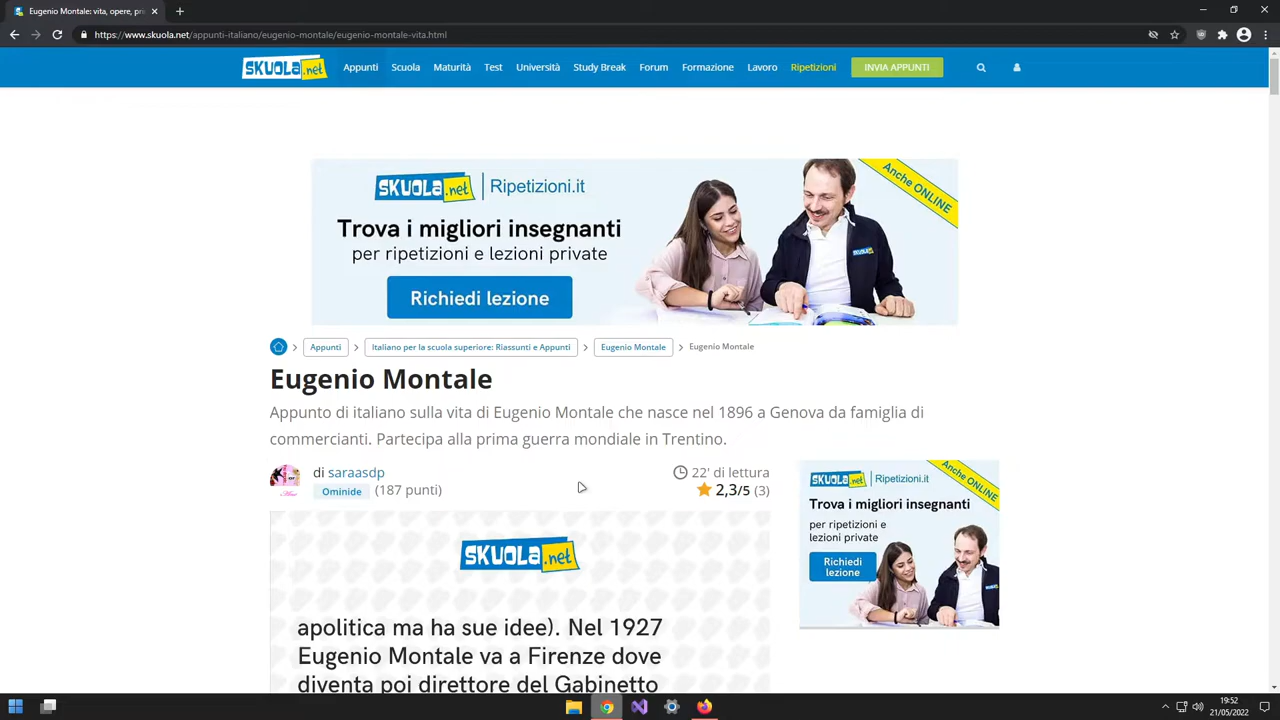 Eugenio Montale: vita, opere, pri
https://www.skuola.net/appunti-italiano/eugenio-montale/eugenio-montale-vita.html
SKUOLA.net Appunti Scuola Maturità Test Università Study Break Forum Formazione Lavoro Ripetizioni INVIA APPUNTI
SKUOLA.net | Ripetizioni.it
Anche ONLINE
Trova i migliori insegnanti
per ripetizioni e lezioni private
Richiedi lezione
Appunti Italiano per la scuola superiore: Riassunti e Appunti Eugenio Montale Eugenio Montale
Eugenio Montale
Appunto di italiano sulla vita di Eugenio Montale che nasce nel 1896 a Genova da famiglia di
commercianti. Partecipa alla prima guerra mondiale in Trentino.
di saraasdp
Ominide (187 punti)
22' di lettura
2,3/5 (3)
SKUOLA.net | Ripetizioni.it
Anche ONLINE
Trova i migliori insegnanti
per ripetizioni e
lezioni private
Richiedi
lezione
SKUOLA.net
apolitica ma ha sue idee). Nel 1927
Eugenio Montale va a Firenze dove
diventa poi direttore del Gabinetto
19:52
21/05/2022